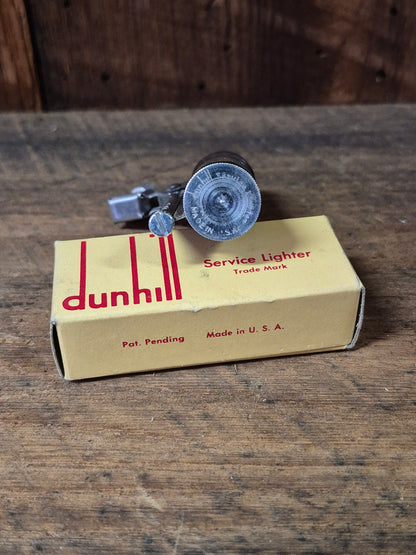 dunhill
Service Lighter
Trade Mark
Pat. Pending
Made in U. S. A.